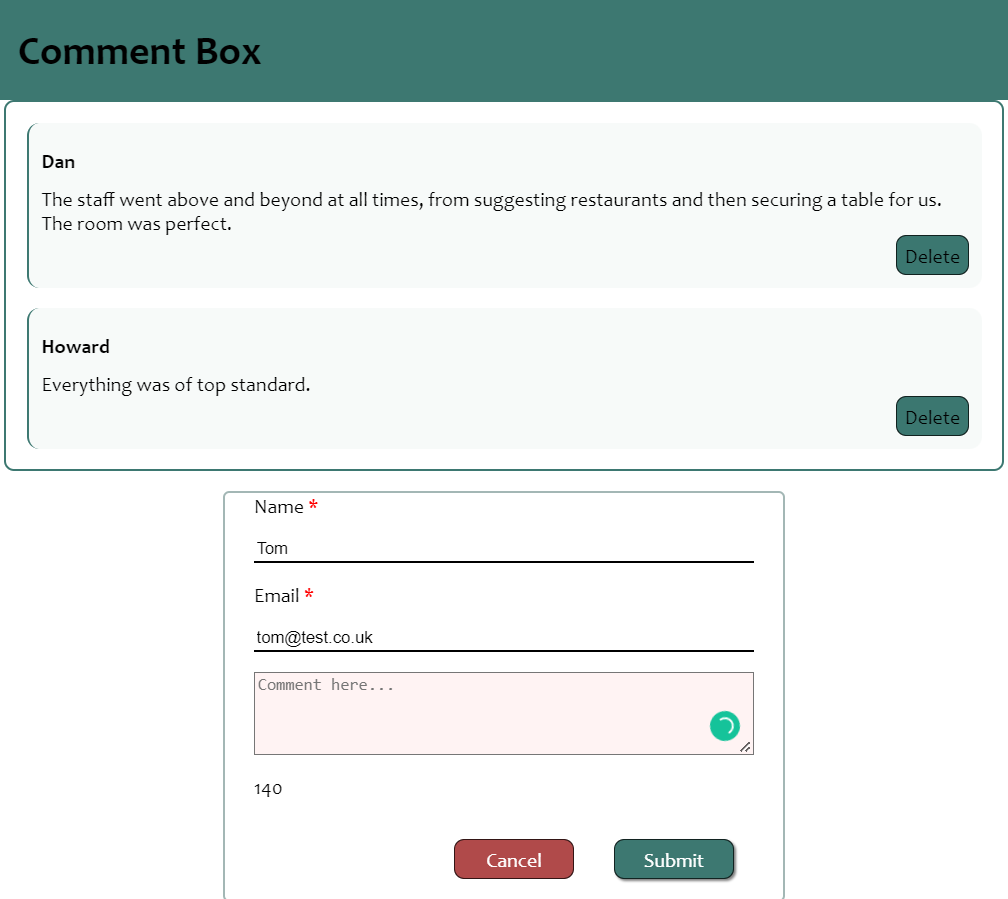 Comment Box
Dan
The staff went above and beyond at all times, from suggesting restaurants and then securing a table for us.
The room was perfect.
Delete
Howard
Everything was of top standard.
Delete
Name *
Tom
Email *
tom@test.co.uk
Comment here...
140
Cancel
Submit